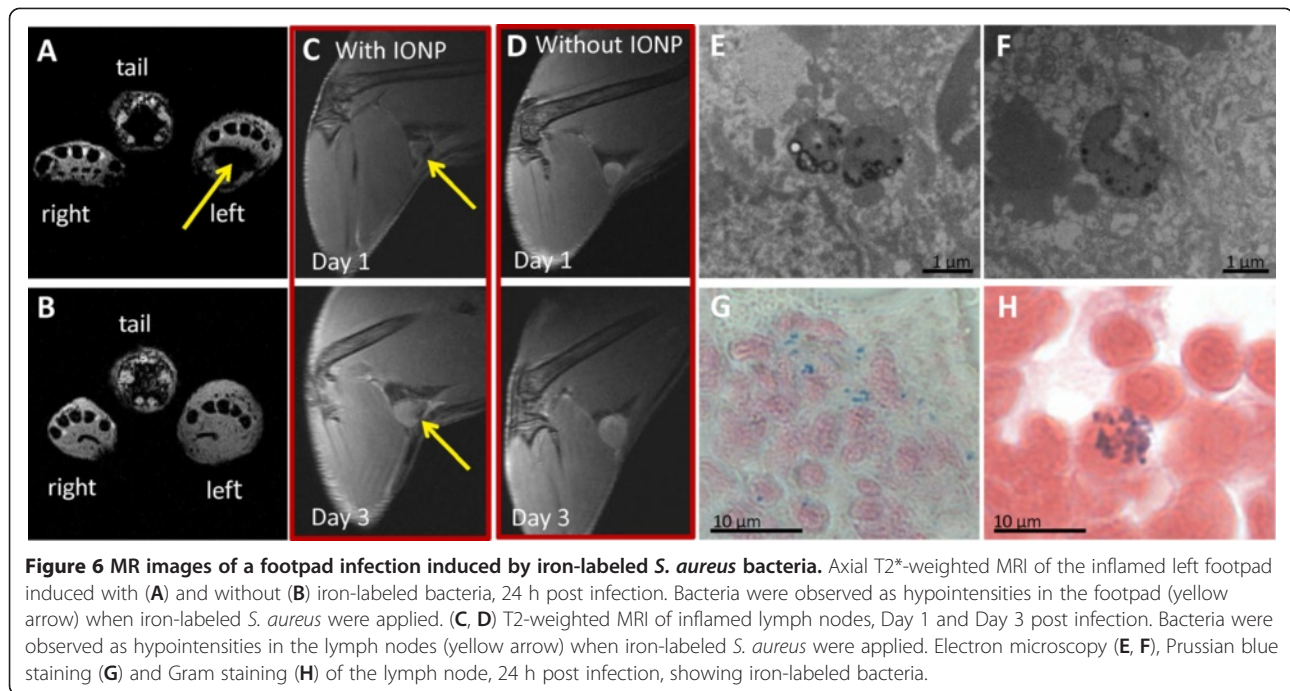 A
tail
right
left
B
tail
right
left
C
With IONP
Day 1
Day 3
D
Without IONP
Day 1
Day 3
E
1 µm
F
1 µm
G
10 µm
H
10 µm
Figure 6 MR images of a footpad infection induced by iron-labeled S. aureus bacteria. Axial T2*-weighted MRI of the inflamed left footpad
induced with (A) and without (B) iron-labeled bacteria, 24 h post infection. Bacteria were observed as hypointensities in the footpad (yellow
arrow) when iron-labeled S. aureus were applied. (C, D) T2-weighted MRI of inflamed lymph nodes, Day 1 and Day 3 post infection. Bacteria were
observed as hypointensities in the lymph nodes (yellow arrow) when iron-labeled S. aureus were applied. Electron microscopy (E, F), Prussian blue
staining (G) and Gram staining (H) of the lymph node, 24 h post infection, showing iron-labeled bacteria.